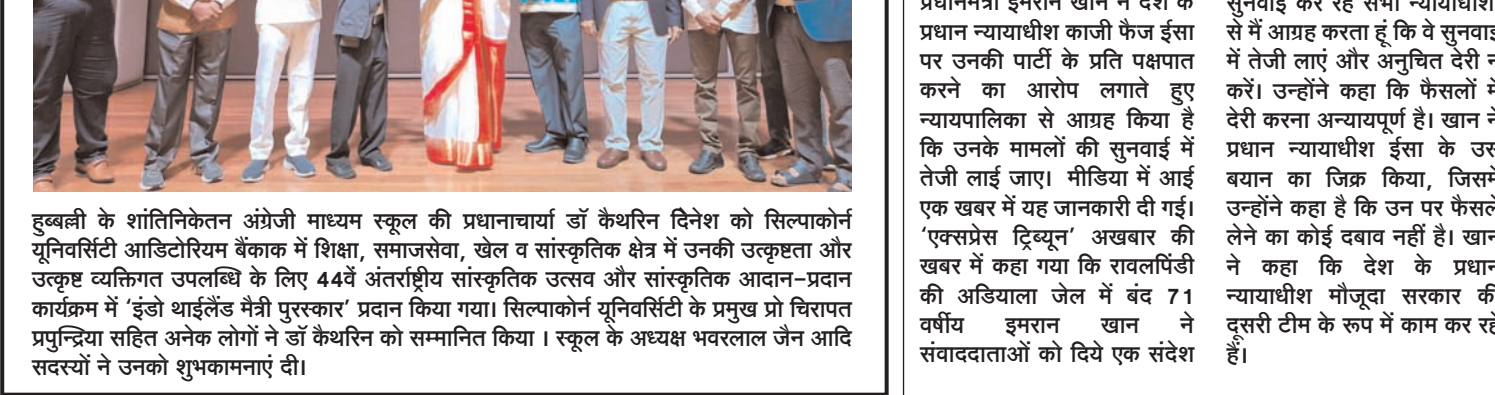 हुब्बल्ली के शांतिनिकेतन अंग्रेजी माध्यम स्कूल की प्रधानाचार्या डॉ कैथरिन दिनेश को सिल्पाकोर्न
यूनिवर्सिटी आडिटोरियम बैंकाक में शिक्षा, समाजसेवा, खेल व सांस्कृतिक क्षेत्र में उनकी उत्कृष्टता और
उत्कृष्ट व्यक्तिगत उपलब्धि के लिए 44वें अंतर्राष्ट्रीय सांस्कृतिक उत्सव और सांस्कृतिक आदान-प्रदान
कार्यक्रम में ‘इंडो थाईलैंड मैत्री पुरस्कार’ प्रदान किया गया। सिल्पाकोर्न यूनिवर्सिटी के प्रमुख प्रो चिरापत
प्रपुन्द्रिया सहित अनेक लोगों ने डॉ कैथरिन को सम्मानित किया । स्कूल के अध्यक्ष भवरलाल जैन आदि
सदस्यों ने उनको शुभकामनाएं दी।
प्रधानमंत्री इमरान खान ने देश के
प्रधान न्यायाधीश काजी फैज ईसा
पर उनकी पार्टी के प्रति पक्षपात
करने का आरोप लगाते हुए
न्यायपालिका से आग्रह किया है
कि उनके मामलों की सुनवाई में
तेजी लाई जाए। मीडिया में आई
एक खबर में यह जानकारी दी गई।
‘एक्सप्रेस ट्रिब्यून’ अखबार की
खबर में कहा गया कि रावलपिंडी
की अडियाला जेल में बंद 71
वर्षीय इमरान खान ने
संवाददाताओं को दिये एक संदेश
सुनवाई कर रहे सभी न्यायाधीशों
से मैं आग्रह करता हूं कि वे सुनवाई
में तेजी लाएं और अनुचित देरी न
करें। उन्होंने कहा कि फैसलों में
देरी करना अन्यायपूर्ण है। खान ने
प्रधान न्यायाधीश ईसा के उस
बयान का जिक्र किया, जिसमें
उन्होंने कहा है कि उन पर फैसले
लेने का कोई दबाव नहीं है। खान
ने कहा कि देश के प्रधान
न्यायाधीश मौजूदा सरकार की
दूसरी टीम के रूप में काम कर रहे
हैं।